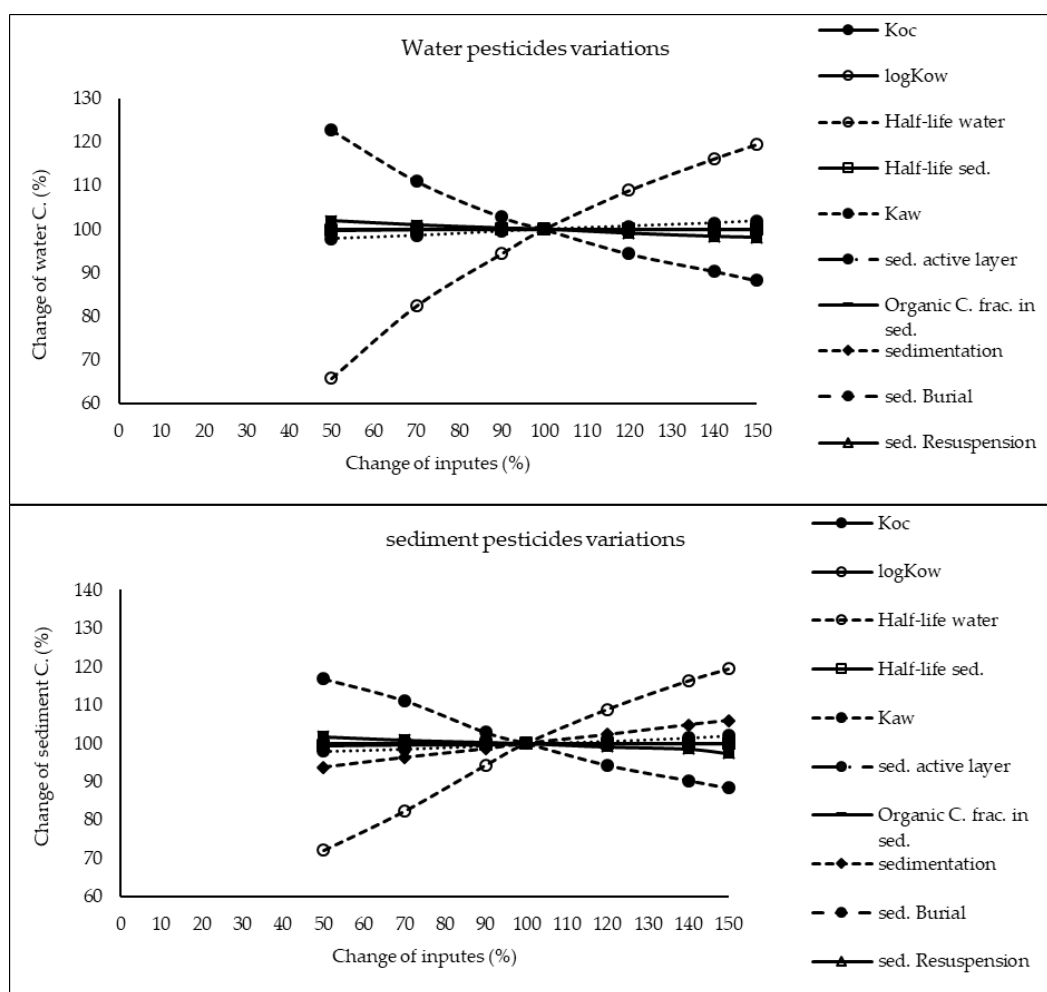 Water pesticides variations
Change of water C. (%)
130
120
110
100
90
80
70
60
0 10 20 30 40 50 60 70 80 90 100 110 120 130 140 150
Change of inputes (%)
Koc
logKow
Half-life water
Half-life sed.
Kaw
sed. active layer
Organic C. frac. in
sed.
sedimentation
sed. Burial
sed. Resuspension
sediment pesticides variations
Change of sediment C. (%)
140
130
120
110
100
90
80
70
60
0 10 20 30 40 50 60 70 80 90 100 110 120 130 140 150
Change of inputes (%)
Koc
logKow
Half-life water
Half-life sed.
Kaw
sed. active layer
Organic C. frac. in
sed.
sedimentation
sed. Burial
sed. Resuspension